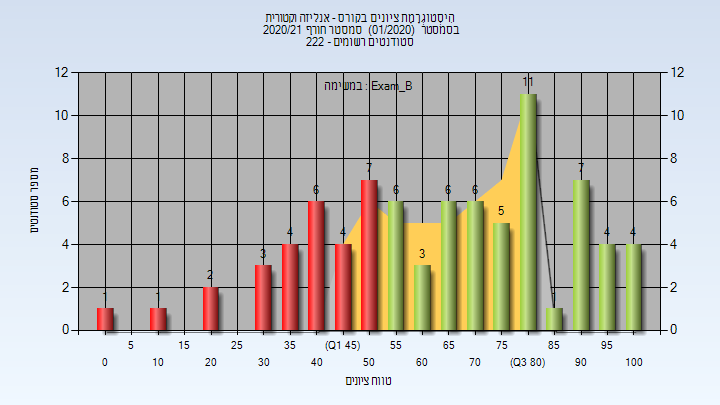 היסטוגרמת ציונים בקורס - אנליזה וקטורית
בסמסטר (01/2020) סמסטר חורף 2020/21
סטודנטים רשומים - 222
במשימה : Exam_B
מספר סטודנטים
12 10 8 6 4 2 0
12 10 8 6 4 2 0
1 1 2 3 4 6 4 7 6 3 6 6 5 11 1 7 4 4
5 15 25 35 (Q1 45) 55 65 75 85 95
0 10 20 30 40 50 60 70 (Q3 80) 90 100
טווח ציונים